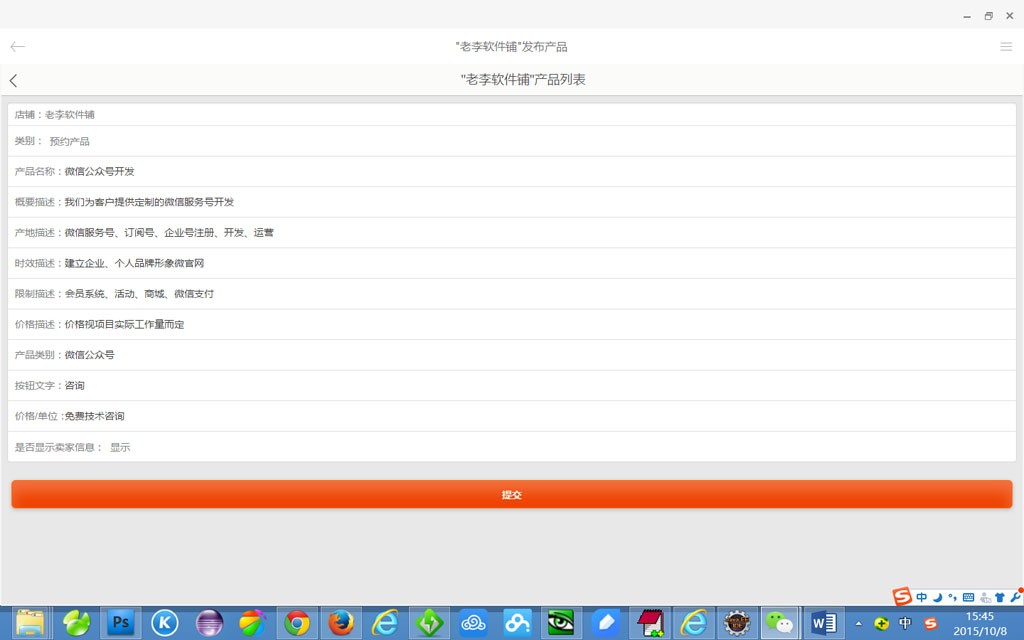 "老李软件铺"发布产品
"老李软件铺"产品列表
店铺：老李软件铺
类别： 预约产品
产品名称：微信公众号开发
概要描述：我们为客户提供定制的微信服务号开发
产地描述：微信服务号、订阅号、企业号注册、开发、运营
时效描述：建立企业、个人品牌形象微官网
限制描述：会员系统、活动、商城、微信支付
价格描述：价格视项目实际工作量而定
产品类别：微信公众号
按钮文字：咨询
价格/单位：免费技术咨询
是否显示卖家信息： 显示
提交
S 中
Ps K W 中 S 15:45
2015/10/8